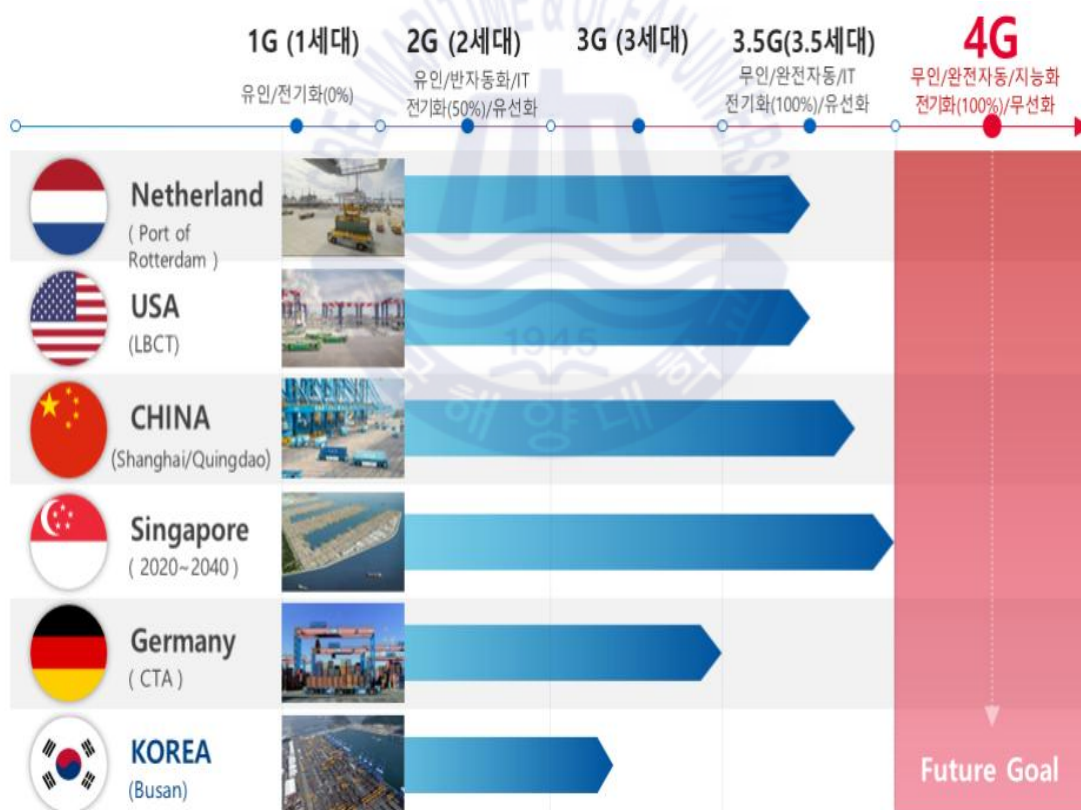 1G (1세대)
2G (2세대)
3G (3세대)
3.5G(3.5세대)
4G
유인/전기화(0%)
유인/반자동화/IT
전기화(50%)/유선화
무인/완전자동/IT
전기화(100%)/유선화
무인/완전자동/지능화
전기화(100%)/무선화
Netherland
( Port of
Rotterdam )
USA
(LBCT)
CHINA
(Shanghai/Quingdao)
Singapore
( 2020~2040 )
Germany
( CTA )
KOREA
(Busan)
Future Goal
1945
해양대